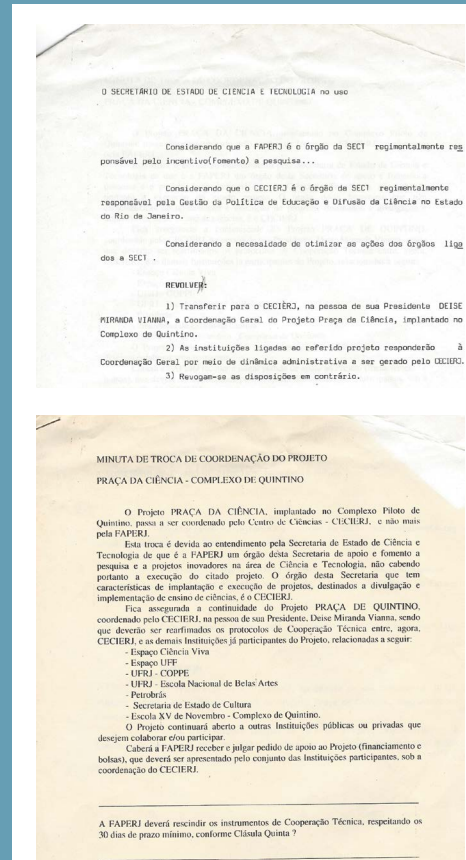 O SECRETÁRIO DE ESTADO DE CIENCIA E TECNOLOGIA no uso
Considerando que a FAPERJ é o órgão da SECT regimentalmente res
ponsável pelo incentivo(Fomento) a pesquisa...
Considerando que o CECIERJ é o órgão da SECT regimentalmente
responsável pela Gestão da Política de Educação e Difusão da Ciência no Estado
do Rio de Janeiro.
Considerando a necessidade de otimizar as ações dos órgãos liga
dos a SECT .
REVOLVER:
1) Transferir para o CECIERJ, na pessoa de sua Presidente DEISE
MIRANDA VIANNA, a Coordenação Geral do Projeto Praça da Ciência, implantado no
Complexo de Quintino.
2) As instituições ligadas ao referido projeto responderão à
Coordenação Geral por meio de dinâmica administrativa a ser gerado pelo CECIERJ.
3) Revogam-se as disposições em contrário.
MINUTA DE TROCA DE COORDENAÇÃO DO PROJETO
PRAÇA DA CIÊNCIA - COMPLEXO DE QUINTINO
O Projeto PRAÇA DA CIÊNCIA, implantado no Complexo Piloto de
Quintino, passa a ser coordenado pelo Centro de Ciências - CECIERJ, e não mais
pela FAPERJ.
Esta troca é devida ao entendimento pela Secretaria de Estado de Ciência e
Tecnologia de que é a FAPERJ um órgão desta Secretaria de apoio e fomento a
pesquisa e a projetos inovadores na área de Ciência e Tecnologia, não cabendo
portanto a execução do citado projeto. O órgão desta Secretaria que tem
características de implantação e execução de projetos, destinados a divulgação e
implementação de ensino de ciências, é o CECIERJ.
Fica assegurada a continuidade do Projeto PRAÇA DE QUINTINO,
coordenado pelo CECIERJ, na pessoa de sua Presidente, Deise Miranda Vianna, sendo
que deverão ser rearfimados os protocolos de Cooperação Técnica entre, agora,
CECIERJ, e as demais Instituições já participantes do Projeto, relacionadas a seguir:
- Espaço Ciência Viva
- Espaço UFF
- UFRJ - COPPE
- UFRJ - Escola Nacional de Belas Artes
- Petrobrás
- Secretaria de Estado de Cultura
- Escola XV de Novembro - Complexo de Quintino.
O Projeto continuará aberto a outras Instituições públicas ou privadas que
desejem colaborar e/ou participar.
Caberá a FAPERJ receber e julgar pedido de apoio ao Projeto (financiamento e
bolsas), que deverá ser apresentado pelo conjunto das Instituições participantes, sob a
coordenação do CECIERJ.
A FAPERJ deverá rescindir os instrumentos de Cooperação Técnica, respeitando os
30 dias de prazo mínimo, conforme Clásula Quinta ?